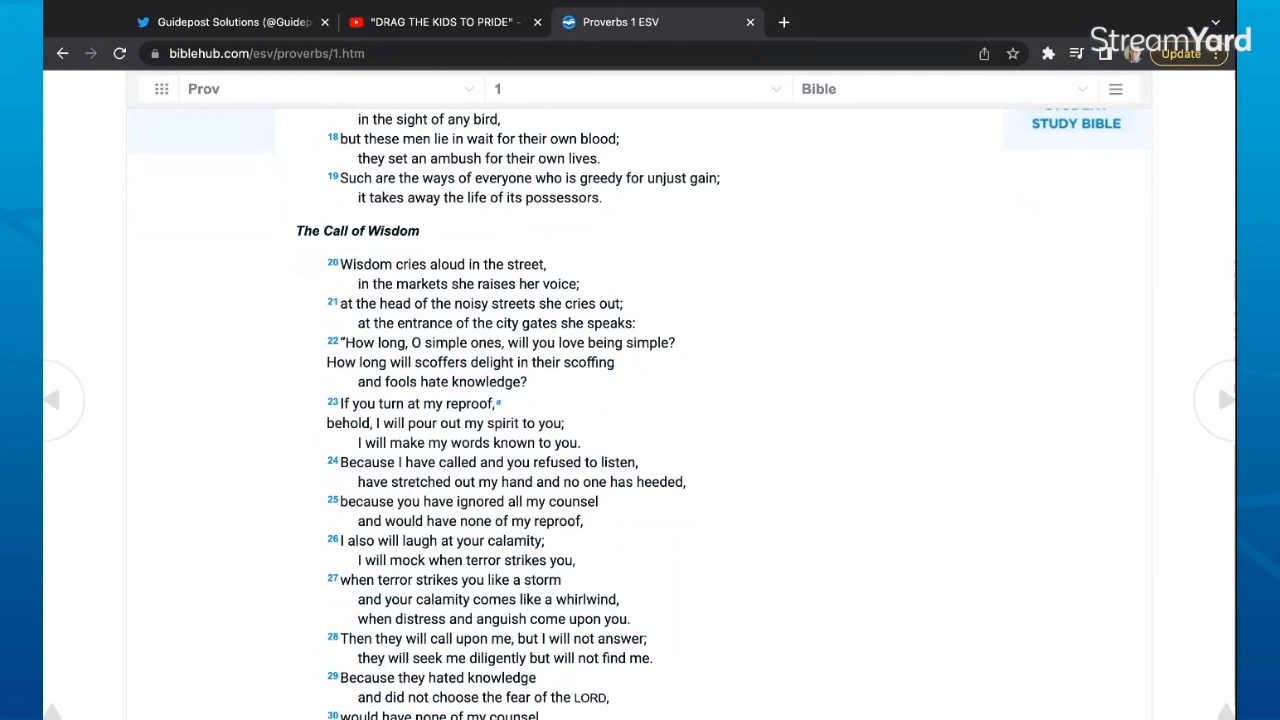 Guidepost Solutions (@Guidep
"DRAG THE KIDS TO PRIDE" -
Proverbs 1 ESV
StreamYard
biblehub.com/esv/proverbs/1.htm
Update
Prov
1
Bible
STUDENT
STUDY BIBLE
in the sight of any bird,
18 but these men lie in wait for their own blood;
they set an ambush for their own lives.
19 Such are the ways of everyone who is greedy for unjust gain;
it takes away the life of its possessors.
The Call of Wisdom
20 Wisdom cries aloud in the street,
in the markets she raises her voice;
21 at the head of the noisy streets she cries out;
at the entrance of the city gates she speaks:
22 “How long, O simple ones, will you love being simple?
How long will scoffers delight in their scoffing
and fools hate knowledge?
23 If you turn at my reproof,a
behold, I will pour out my spirit to you;
I will make my words known to you.
24 Because I have called and you refused to listen,
have stretched out my hand and no one has heeded,
25 because you have ignored all my counsel
and would have none of my reproof,
26 I also will laugh at your calamity;
I will mock when terror strikes you,
27 when terror strikes you like a storm
and your calamity comes like a whirlwind,
when distress and anguish come upon you.
28 Then they will call upon me, but I will not answer;
they will seek me diligently but will not find me.
29 Because they hated knowledge
and did not choose the fear of the LORD,
30 would have none of my counsel